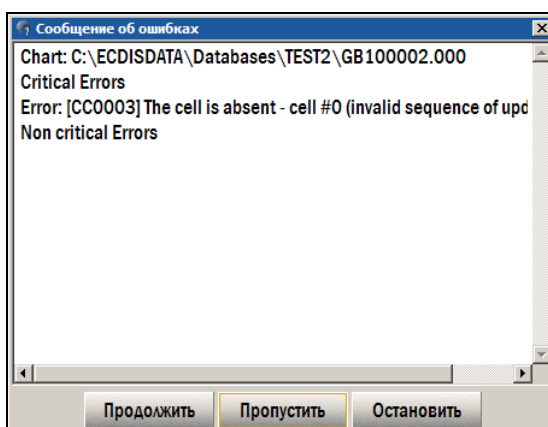 Сообщение об ошибках
Chart: C:\ECDISDATA\Databases\TEST2\GB100002.000
Critical Errors
Error: [CC0003] The cell is absent - cell #0 (invalid sequence of upd
Non critical Errors
Продолжить Пропустить Остановить